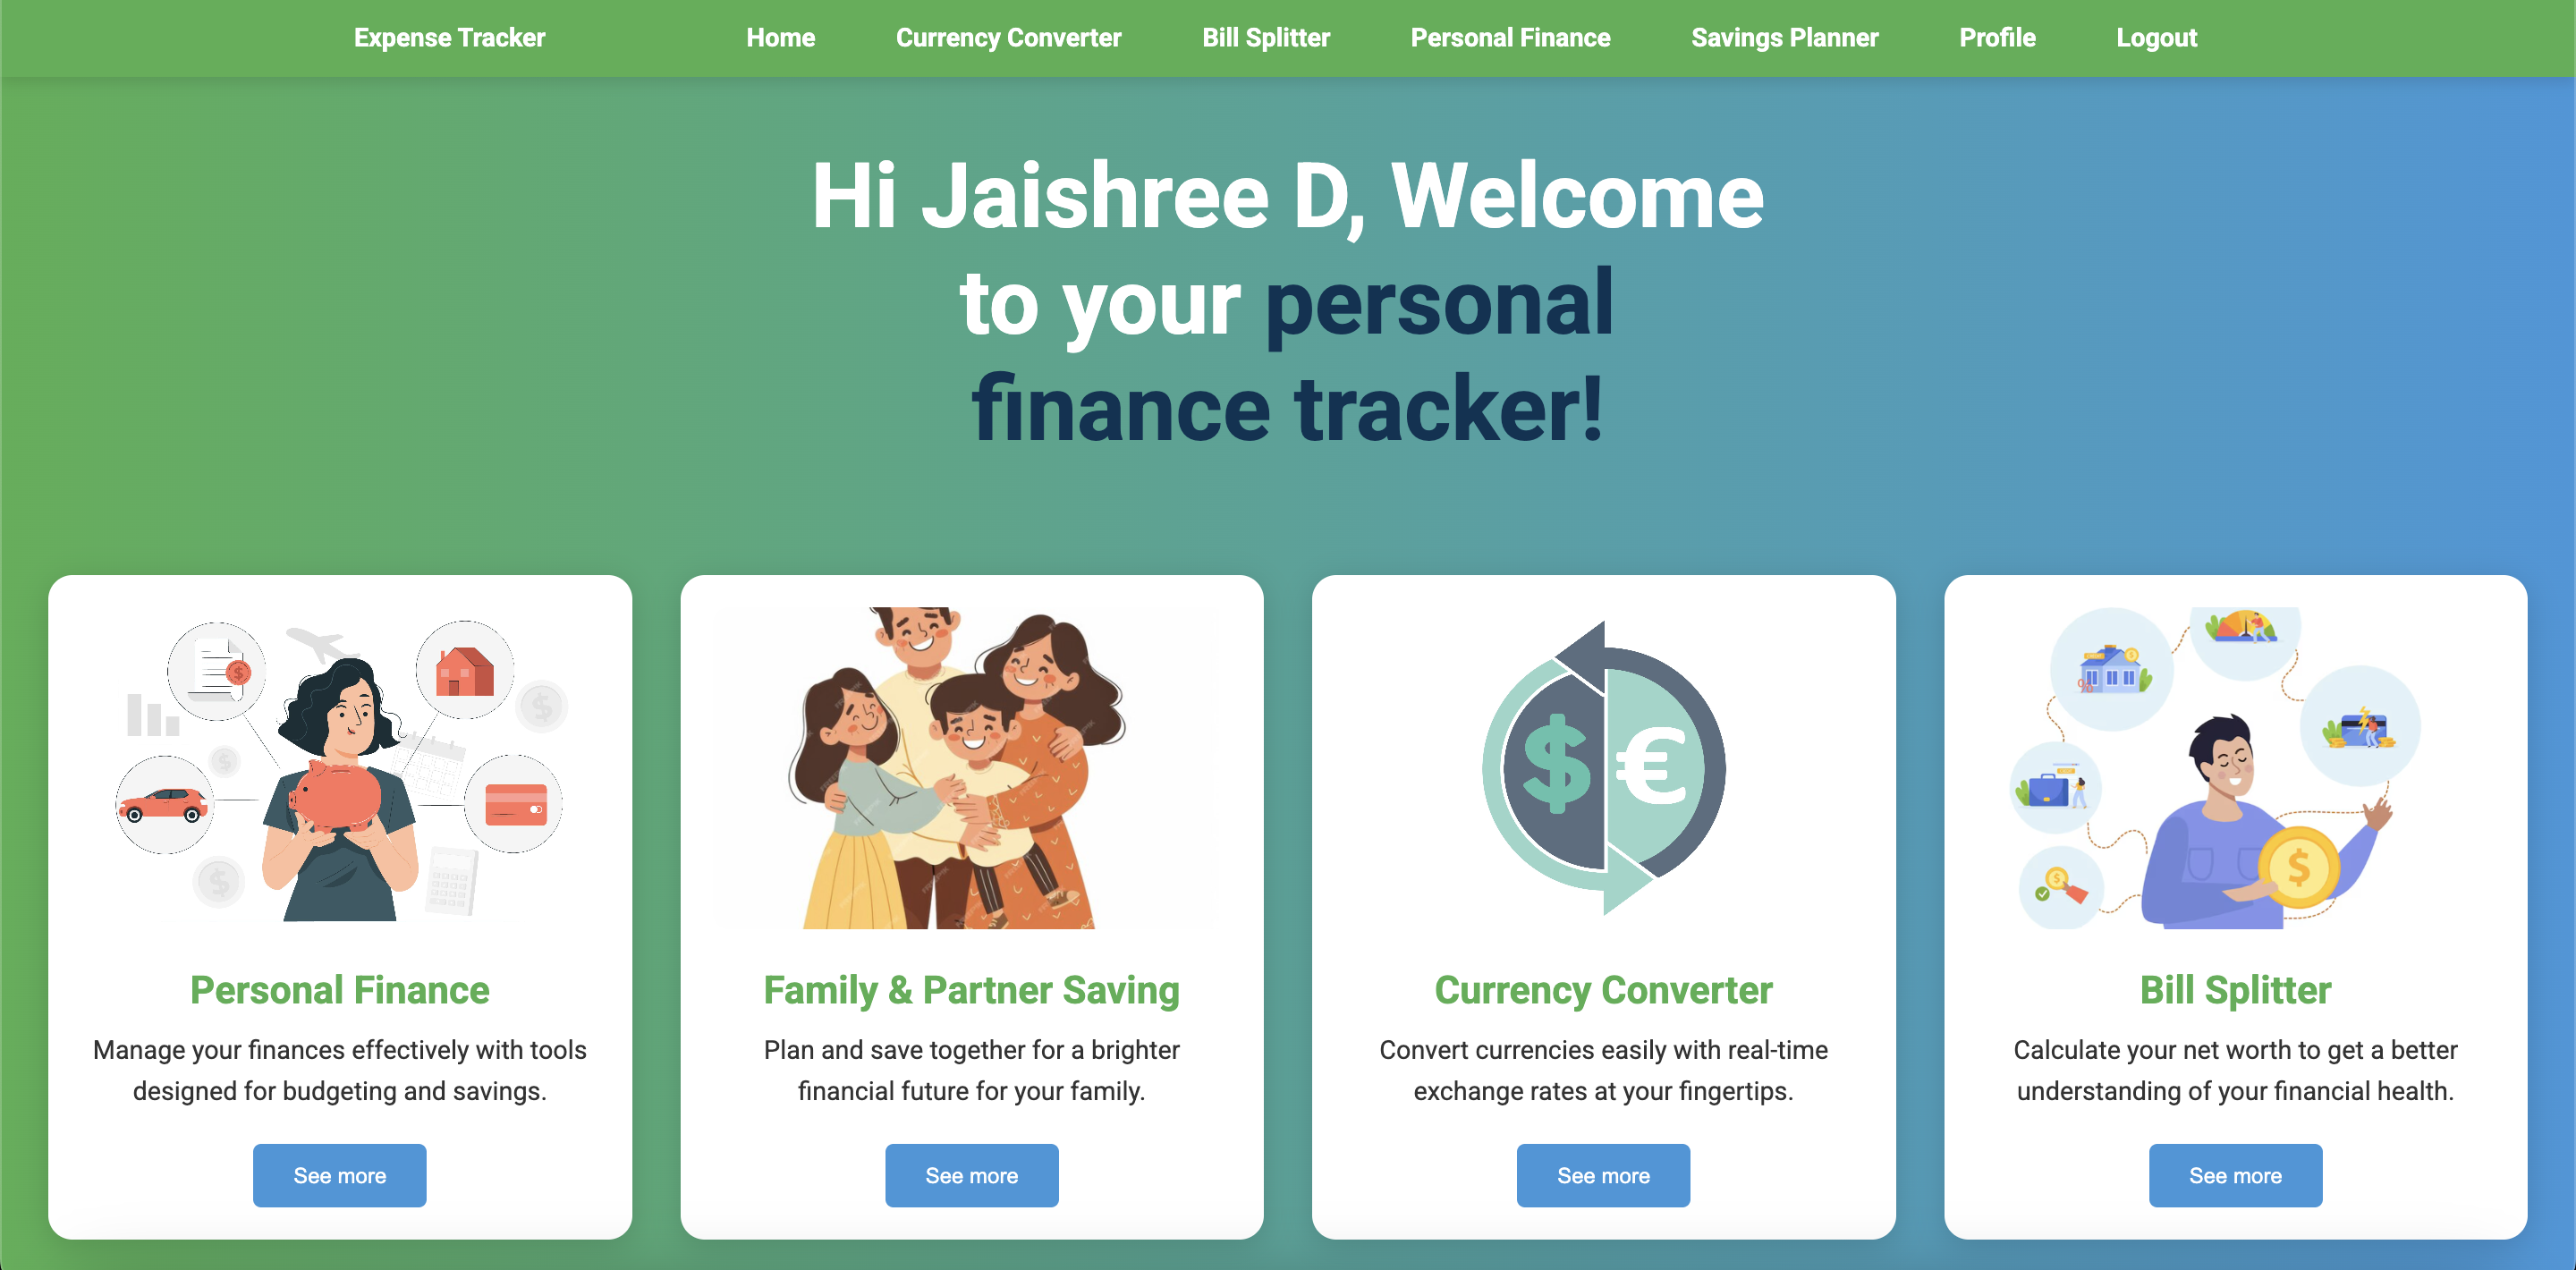 Expense Tracker
Home
Currency Converter
Bill Splitter
Personal Finance
Savings Planner
Profile
Logout
Hi Jaishree D, Welcome
to your personal
finance tracker!
$
$
$
$
$ €
$
%
Personal Finance
Manage your finances effectively with tools
designed for budgeting and savings.
See more
Family & Partner Saving
Plan and save together for a brighter
financial future for your family.
See more
Currency Converter
Convert currencies easily with real-time
exchange rates at your fingertips.
See more
Bill Splitter
Calculate your net worth to get a better
understanding of your financial health.
See more